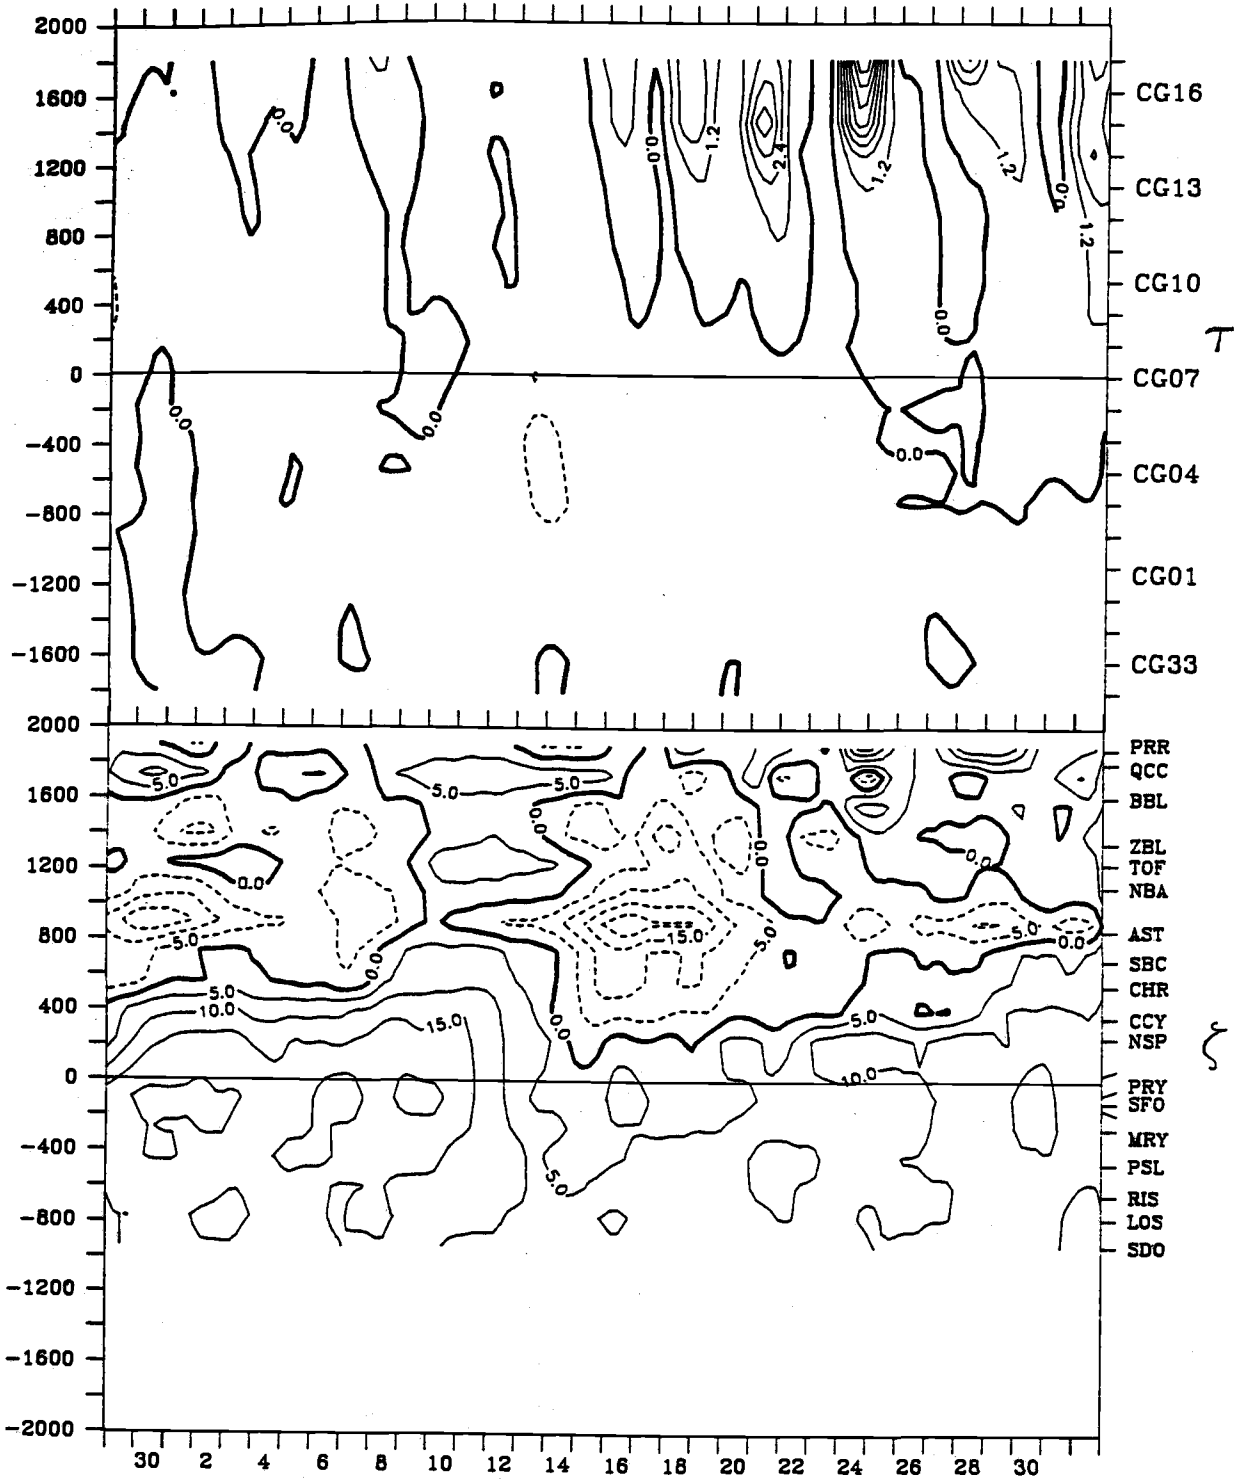 2000
1600 CG16
1200 CG13
800
400 CG10
τ
0 CG07
-400 CG04
-800
-1200 CG01
-1600 CG33
0.0 0.0 1.2 2.4 1.2 1.2 0.0 1.2
0.0
0.0 0.0 0.0
2000 PRR
QCC
1600 BBL
ZBL
1200 TOF
NBA
800 AST
SBC
CHR
400 CCY
NSP
ζ
0 PRY
SFO
-400 MRY
PSL
RIS
-800 LOS
SDO
-1200
-1600
-2000
5.0 5.0 5.0
0.0 0.0 0.0 0.0
5.0 15.0 5.0 5.0 0.0
0.0
5.0
10.0 15.0 0.0 5.0
10.0
5.0
30 2 4 6 8 10 12 14 16 18 20 22 24 26 28 30